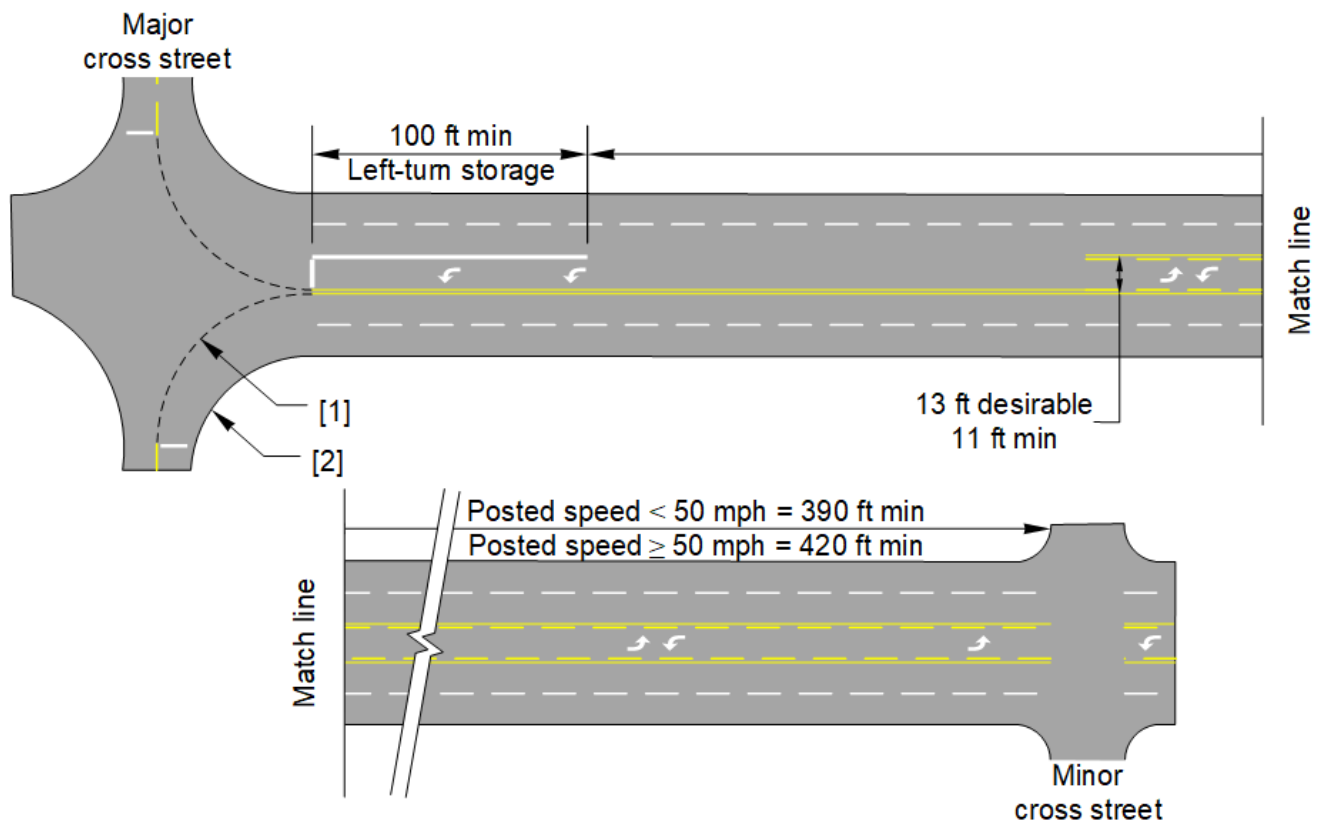 Major
cross street
100 ft min
Left-turn storage
Match line
[1]
[2]
13 ft desirable
11 ft min
Posted speed < 50 mph = 390 ft min
Posted speed ≥ 50 mph = 420 ft min
Match line
Minor
cross street